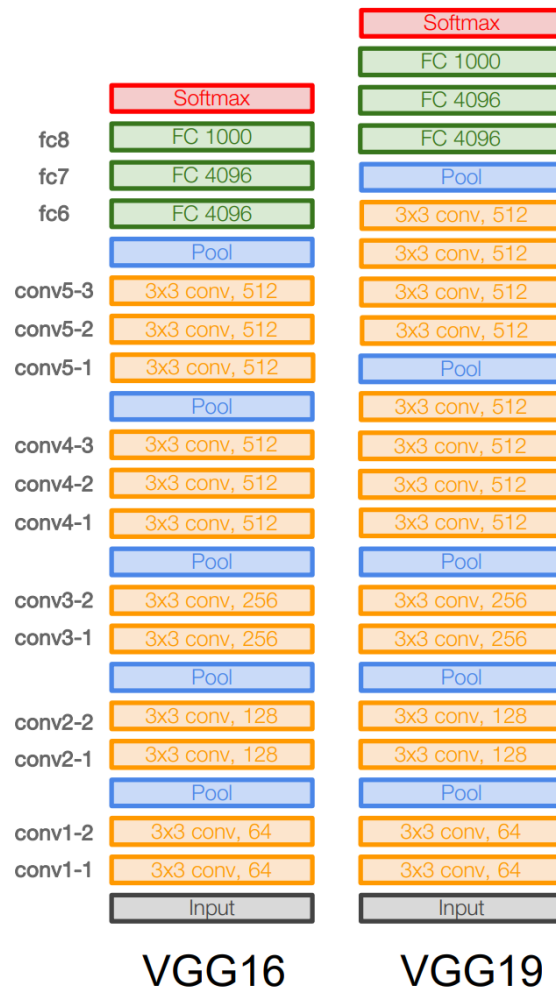 Softmax
FC 1000
Softmax
FC 4096
fc8
FC 1000
FC 4096
fc7
FC 4096
Pool
fc6
FC 4096
3x3 conv, 512
Pool
3x3 conv, 512
conv5-3
3x3 conv, 512
3x3 conv, 512
conv5-2
3x3 conv, 512
3x3 conv, 512
conv5-1
3x3 conv, 512
Pool
Pool
3x3 conv, 512
conv4-3
3x3 conv, 512
3x3 conv, 512
conv4-2
3x3 conv, 512
3x3 conv, 512
conv4-1
3x3 conv, 512
3x3 conv, 512
Pool
Pool
conv3-2
3x3 conv, 256
3x3 conv, 256
conv3-1
3x3 conv, 256
3x3 conv, 256
Pool
Pool
conv2-2
3x3 conv, 128
3x3 conv, 128
conv2-1
3x3 conv, 128
3x3 conv, 128
Pool
Pool
conv1-2
3x3 conv, 64
3x3 conv, 64
conv1-1
3x3 conv, 64
3x3 conv, 64
Input
Input
VGG16
VGG19